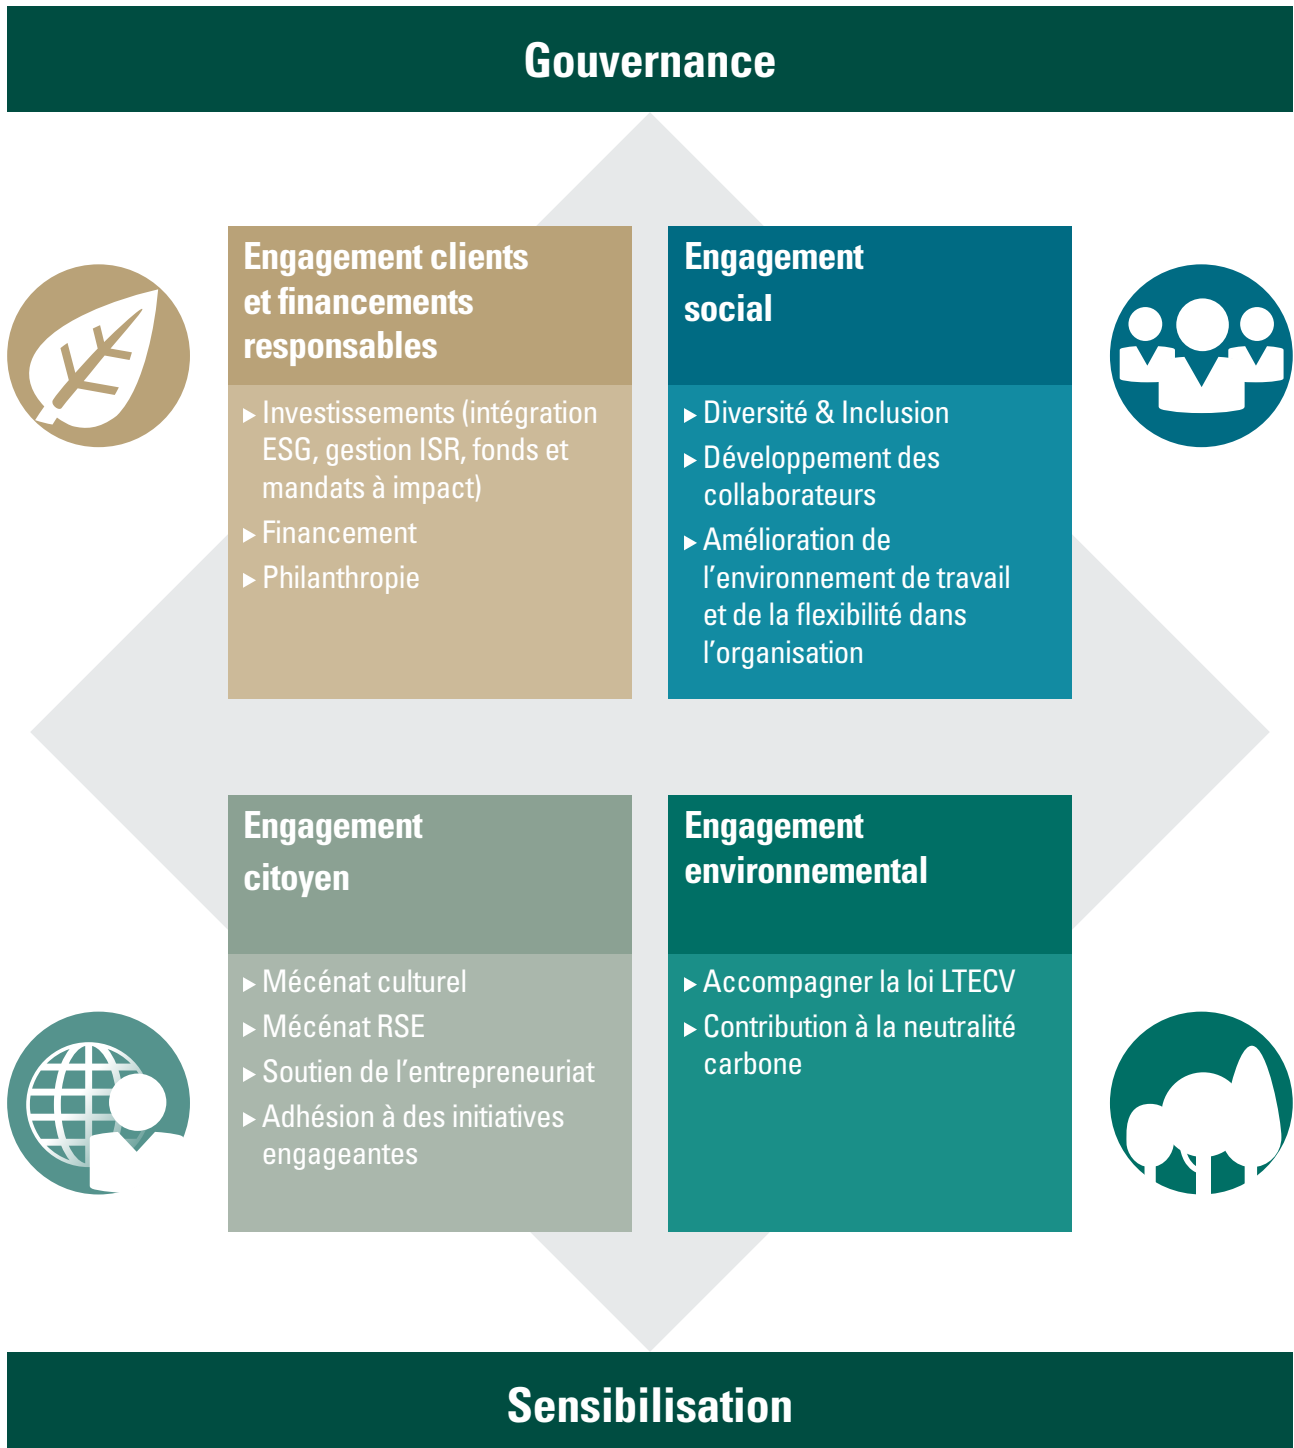 Gouvernance
Engagement clients
et financements
responsables
▸ Investissements (intégration
ESG, gestion ISR, fonds et
mandats à impact)
▸ Financement
▸ Philanthropie
Engagement
social
▸ Diversité & Inclusion
▸ Développement des
collaborateurs
▸ Amélioration de
l’environnement de travail
et de la flexibilité dans
l’organisation
Engagement
citoyen
▸ Mécénat culturel
▸ Mécénat RSE
▸ Soutien de l’entrepreneuriat
▸ Adhésion à des initiatives
engageantes
Engagement
environnemental
▸ Accompagner la loi LTECV
▸ Contribution à la neutralité
carbone
Sensibilisation